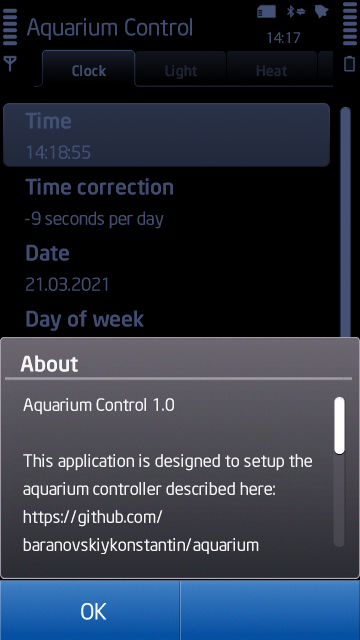 Aquarium Control
14:17
Clock
Light
Heat
Time
14:18:55
Time correction
-9 seconds per day
Date
21.03.2021
Day of week
About
Aquarium Control 1.0
This application is designed to setup the
aquarium controller described here:
https://github.com/
baranovskiykonstantin/aquarium
OK